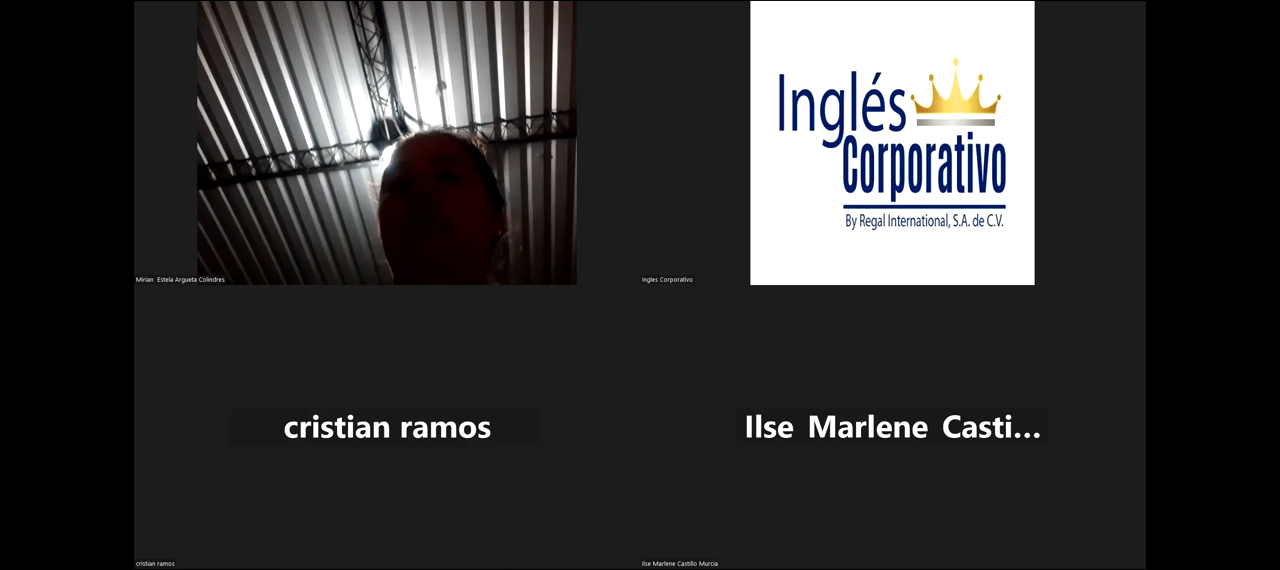 Inglés
Corporativo
By Regal International, S.A. de C.V.
Mirian Estela Argueta Colindres
Ingles Corporativo
cristian ramos
Ilse Marlene Casti...
cristian ramos
Ilse Marlene Castillo Murcia